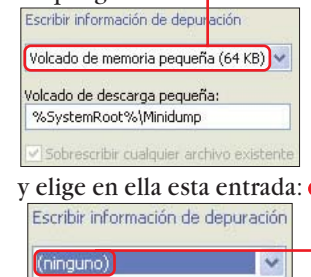 Escribir información de depuración
Volcado de memoria pequeña (64 KB)
Volcado de descarga pequeña:
%SystemRoot%\Minidump
Sobrescribir cualquier archivo existente
y elige en ella esta entrada:
Escribir información de depuración
(ninguno)